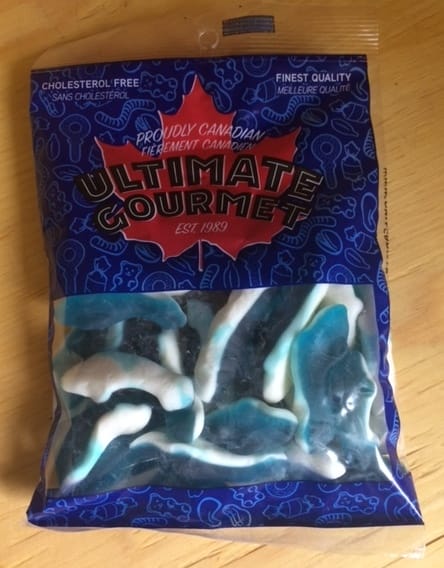 CHOLESTEROL FREE
SANS CHOLESTÉROL
FINEST QUALITY
MEILLEURE QUALITÉ
PROUDLY CANADIAN
FIÈREMENT CANADIEN
ULTIMATE
GOURMET
EST. 1989